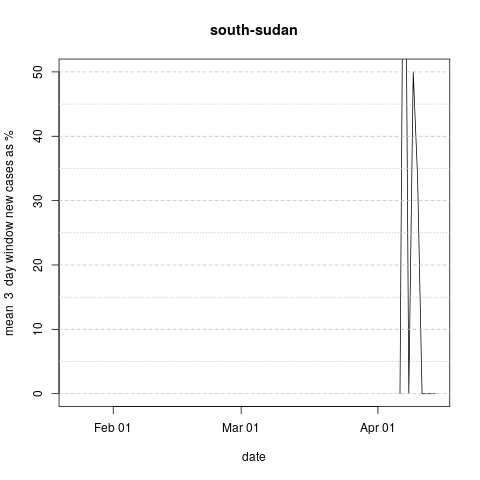 south-sudan
mean  3  day window new cases as %
50
40
30
20
10
0
Feb 01
Mar 01
Apr 01
date